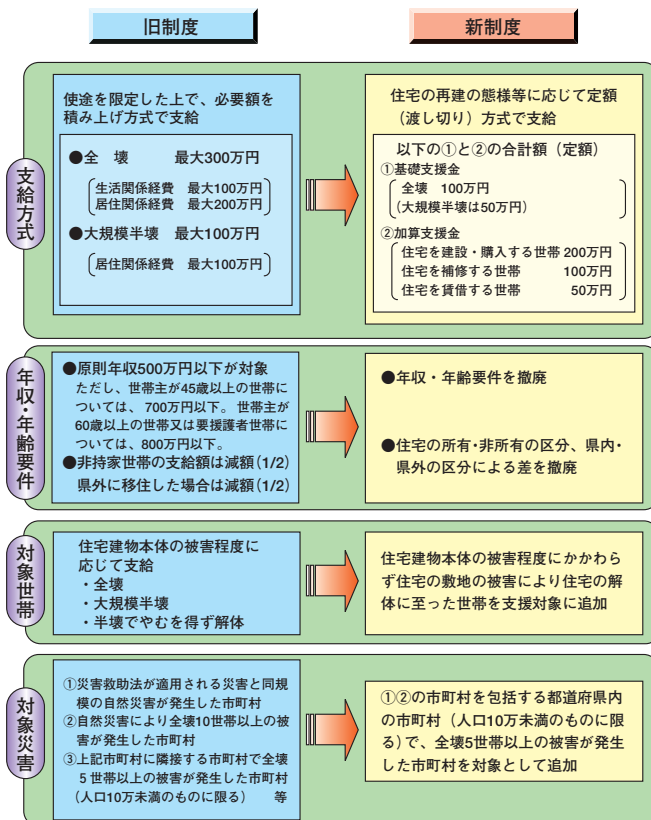 旧制度
新制度
支給方式
使途を限定した上で、必要額を
積み上げ方式で支給
●全　壊　　最大300万円
生活関係経費　最大100万円
居住関係経費　最大200万円
●大規模半壊　最大100万円
居住関係経費　最大100万円
住宅の再建の態様等に応じて定額
（渡し切り）方式で支給
以下の①と②の合計額（定額）
①基礎支援金
全壊　100万円
（大規模半壊は50万円）
②加算支援金
住宅を建設・購入する世帯 200万円
住宅を補修する世帯　　　100万円
住宅を賃借する世帯　　　50万円
年収・年齢要件
●原則年収500万円以下が対象
ただし、世帯主が45歳以上の世帯に
ついては、700万円以下。世帯主が
60歳以上の世帯又は要援護者世帯に
ついては、800万円以下。
●非持家世帯の支給額は減額（1/2）
県外に移住した場合は減額（1/2）
●年収・年齢要件を撤廃
●住宅の所有・非所有の区分、県内・
県外の区分による差を撤廃
対象世帯
住宅建物本体の被害程度に
応じて支給
・全壊
・大規模半壊
・半壊でやむを得ず解体
住宅建物本体の被害程度にかかわら
ず住宅の敷地の被害により住宅の解
体に至った世帯を支援対象に追加
対象災害
①災害救助法が適用される災害と同規
模の自然災害が発生した市町村
②自然災害により全壊10世帯以上の被
害が発生した市町村
③上記市町村に隣接する市町村で全壊
５世帯以上の被害が発生した市町村
（人口10万未満のものに限る）　等
①②の市町村を包括する都道府県内
の市町村（人口10万未満のものに限
る）で、全壊5世帯以上の被害が発生
した市町村を対象として追加